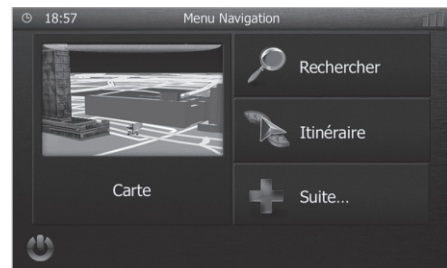 18:57 Menu Navigation
Rechercher
Itinéraire
Carte
Suite...